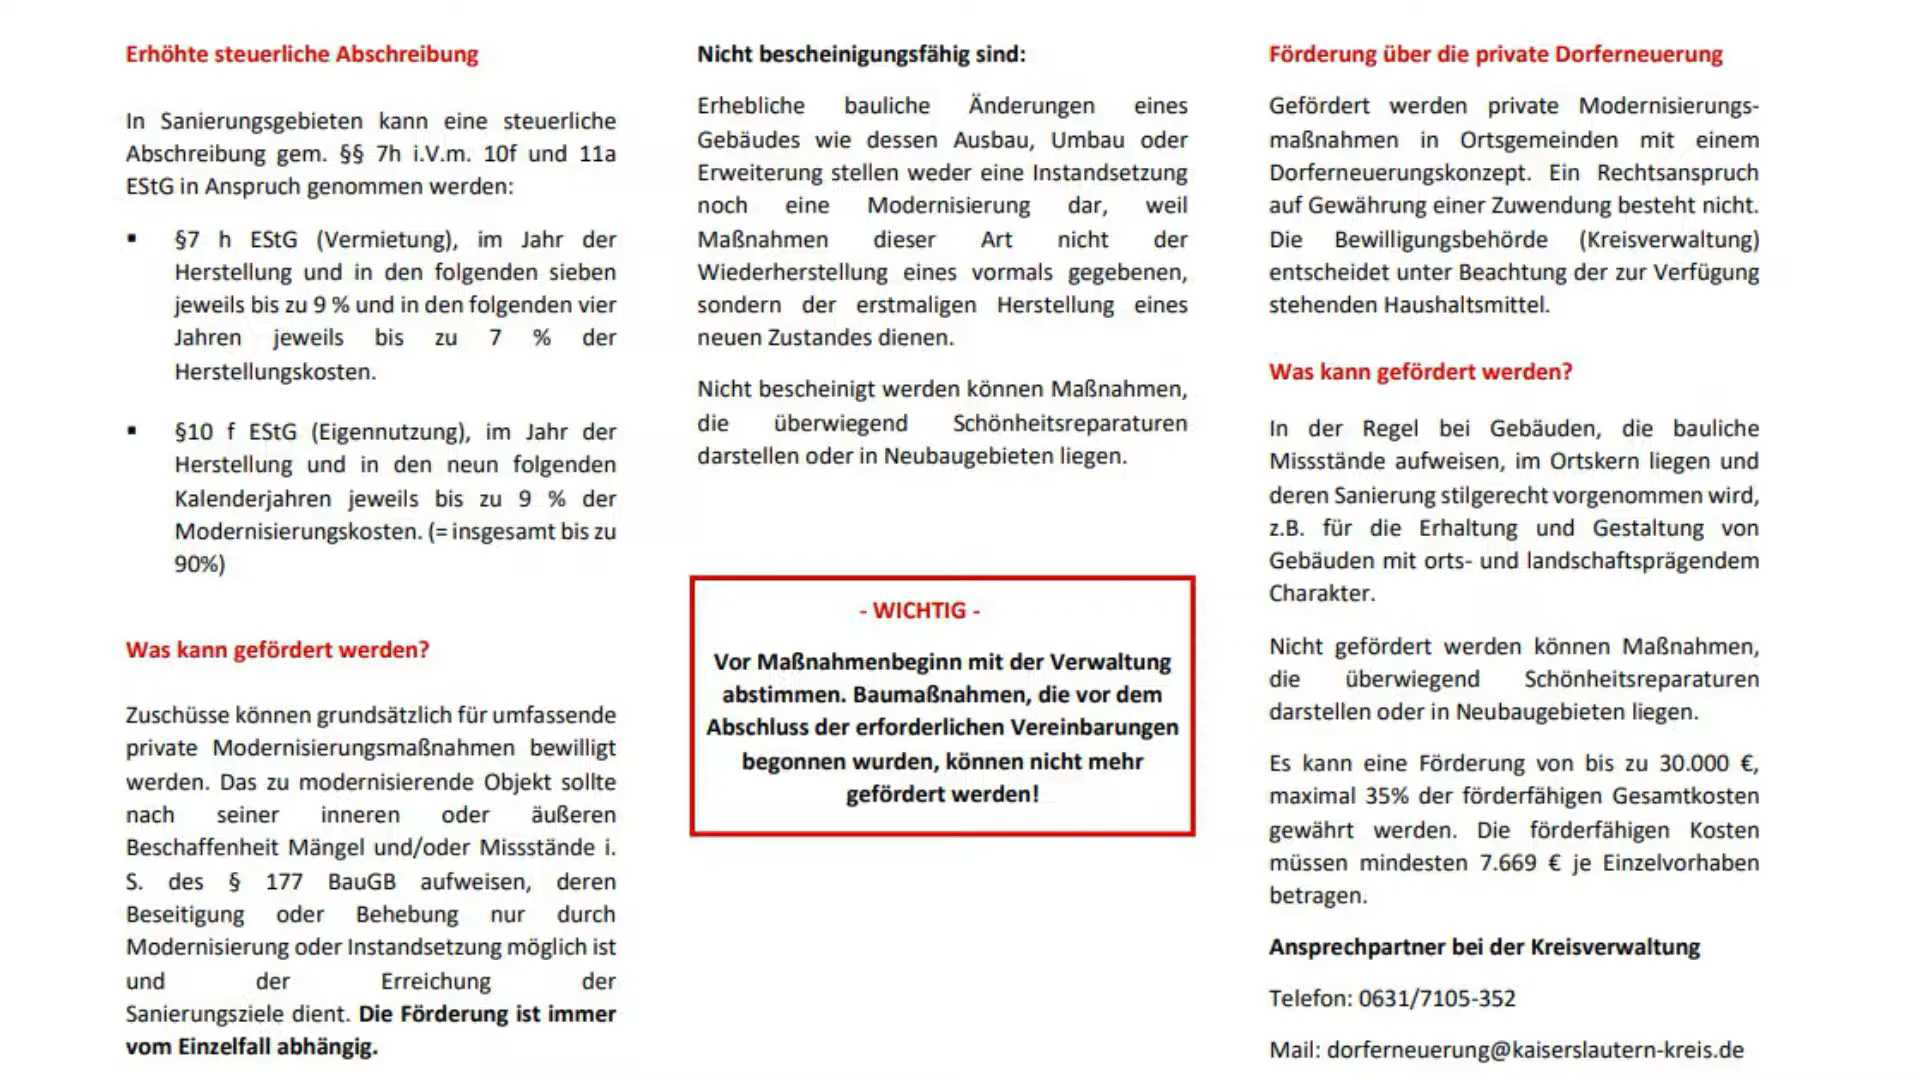 Erhöhte steuerliche Abschreibung
In Sanierungsgebieten kann eine steuerliche
Abschreibung gem. §§ 7h i.V.m. 10f und 11a
EStG in Anspruch genommen werden:
▪ §7 h EStG (Vermietung), im Jahr der
Herstellung und in den folgenden sieben
jeweils bis zu 9 % und in den folgenden vier
Jahren jeweils bis zu 7 % der
Herstellungskosten.
▪ §10 f EStG (Eigennutzung), im Jahr der
Herstellung und in den neun folgenden
Kalenderjahren jeweils bis zu 9 % der
Modernisierungskosten. (= insgesamt bis zu
90%)
Was kann gefördert werden?
Zuschüsse können grundsätzlich für umfassende
private Modernisierungsmaßnahmen bewilligt
werden. Das zu modernisierende Objekt sollte
nach seiner inneren oder äußeren
Beschaffenheit Mängel und/oder Missstände i.
S. des § 177 BauGB aufweisen, deren
Beseitigung oder Behebung nur durch
Modernisierung oder Instandsetzung möglich ist
und der Erreichung der
Sanierungsziele dient. Die Förderung ist immer
vom Einzelfall abhängig.
Nicht bescheinigungsfähig sind:
Erhebliche bauliche Änderungen eines
Gebäudes wie dessen Ausbau, Umbau oder
Erweiterung stellen weder eine Instandsetzung
noch eine Modernisierung dar, weil
Maßnahmen dieser Art nicht der
Wiederherstellung eines vormals gegebenen,
sondern der erstmaligen Herstellung eines
neuen Zustandes dienen.
Nicht bescheinigt werden können Maßnahmen,
die überwiegend Schönheitsreparaturen
darstellen oder in Neubaugebieten liegen.
- WICHTIG -
Vor Maßnahmenbeginn mit der Verwaltung
abstimmen. Baumaßnahmen, die vor dem
Abschluss der erforderlichen Vereinbarungen
begonnen wurden, können nicht mehr
gefördert werden!
Förderung über die private Dorferneuerung
Gefördert werden private Modernisierungs-
maßnahmen in Ortsgemeinden mit einem
Dorferneuerungskonzept. Ein Rechtsanspruch
auf Gewährung einer Zuwendung besteht nicht.
Die Bewilligungsbehörde (Kreisverwaltung)
entscheidet unter Beachtung der zur Verfügung
stehenden Haushaltsmittel.
Was kann gefördert werden?
In der Regel bei Gebäuden, die bauliche
Missstände aufweisen, im Ortskern liegen und
deren Sanierung stilgerecht vorgenommen wird,
z.B. für die Erhaltung und Gestaltung von
Gebäuden mit orts- und landschaftsprägendem
Charakter.
Nicht gefördert werden können Maßnahmen,
die überwiegend Schönheitsreparaturen
darstellen oder in Neubaugebieten liegen.
Es kann eine Förderung von bis zu 30.000 €,
maximal 35% der förderfähigen Gesamtkosten
gewährt werden. Die förderfähigen Kosten
müssen mindesten 7.669 € je Einzelvorhaben
betragen.
Ansprechpartner bei der Kreisverwaltung
Telefon: 0631/7105-352
Mail: dorferneuerung@kaiserslautern-kreis.de